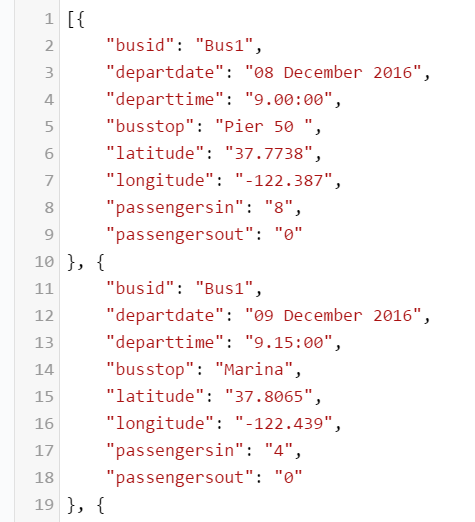 1 [{
2 "busid": "Bus1",
3 "departdate": "08 December 2016",
4 "departtime": "9.00:00",
5 "busstop": "Pier 50 ",
6 "latitude": "37.7738",
7 "longitude": "-122.387",
8 "passengersin": "8",
9 "passengersout": "0"
10 }, {
11 "busid": "Bus1",
12 "departdate": "09 December 2016",
13 "departtime": "9.15:00",
14 "busstop": "Marina",
15 "latitude": "37.8065",
16 "longitude": "-122.439",
17 "passengersin": "4",
18 "passengersout": "0"
19 }, {